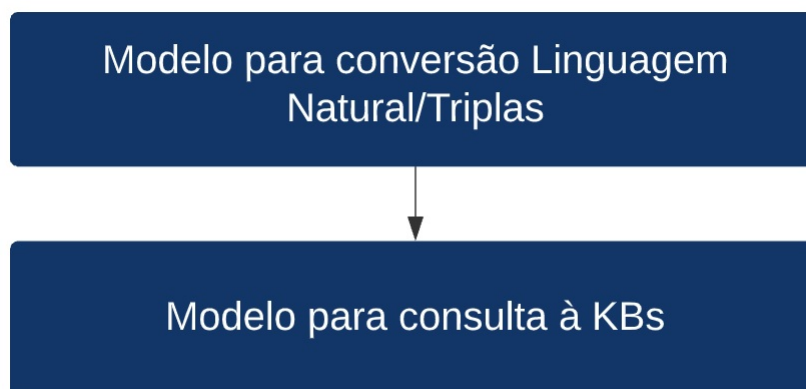 Modelo para conversão Linguagem
Natural/Triplas
Modelo para consulta à KBs